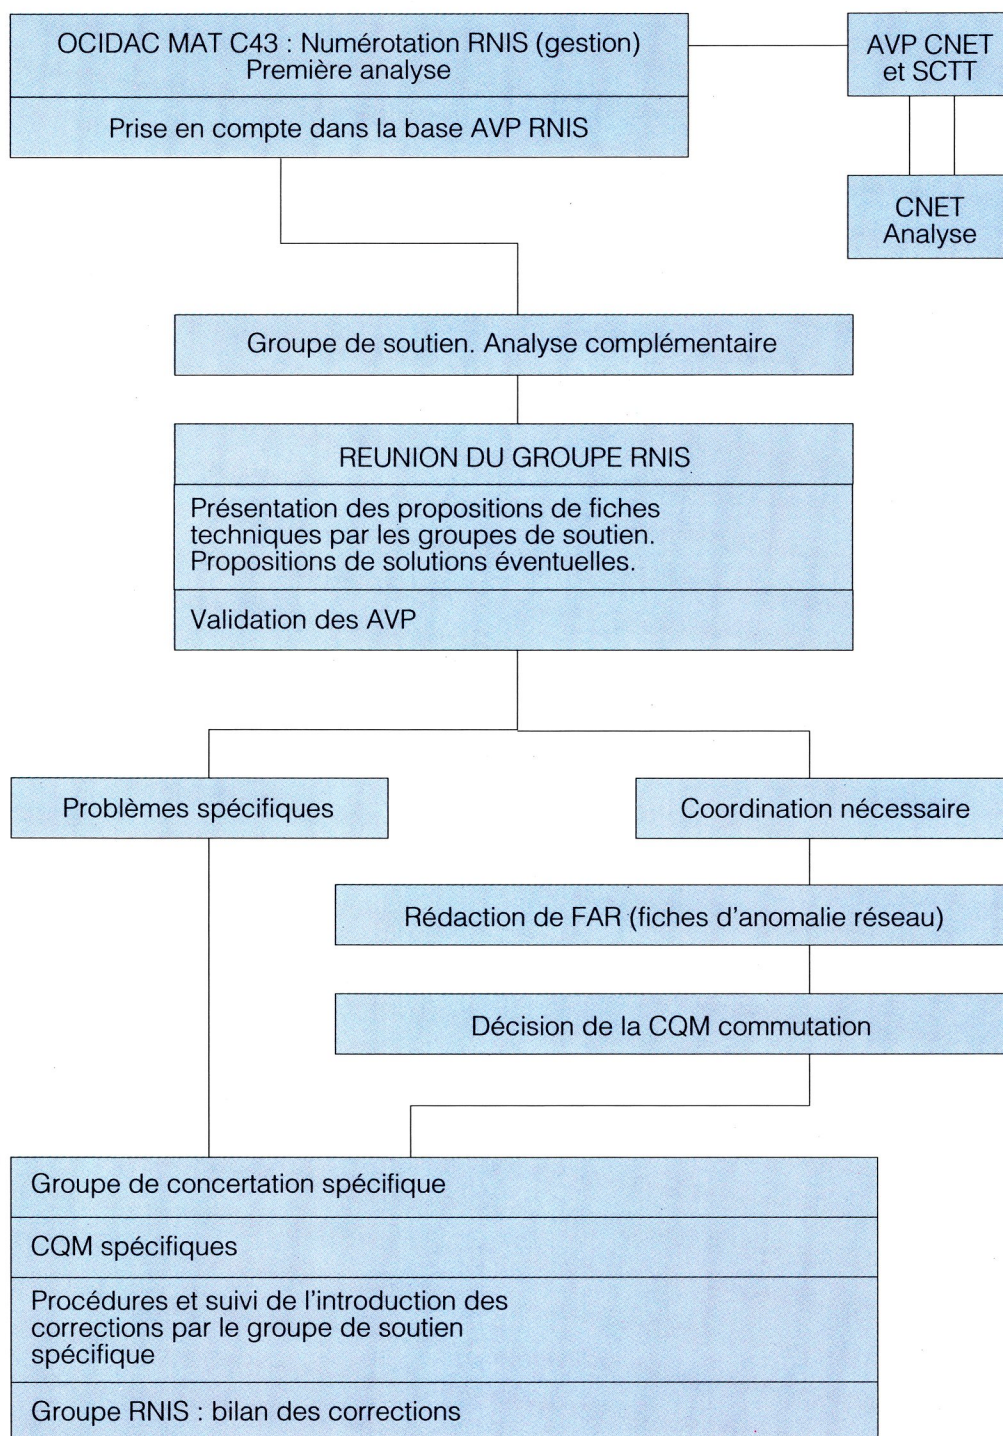 OCIDAC MAT C43 : Numérotation RNIS (gestion)
Première analyse
Prise en compte dans la base AVP RNIS
AVP CNET
et SCTT
CNET
Analyse
Groupe de soutien. Analyse complémentaire
REUNION DU GROUPE RNIS
Présentation des propositions de fiches
techniques par les groupes de soutien.
Propositions de solutions éventuelles.
Validation des AVP
Problèmes spécifiques
Coordination nécessaire
Rédaction de FAR (fiches d'anomalie réseau)
Décision de la CQM commutation
Groupe de concertation spécifique
CQM spécifiques
Procédures et suivi de l'introduction des
corrections par le groupe de soutien
spécifique
Groupe RNIS : bilan des corrections